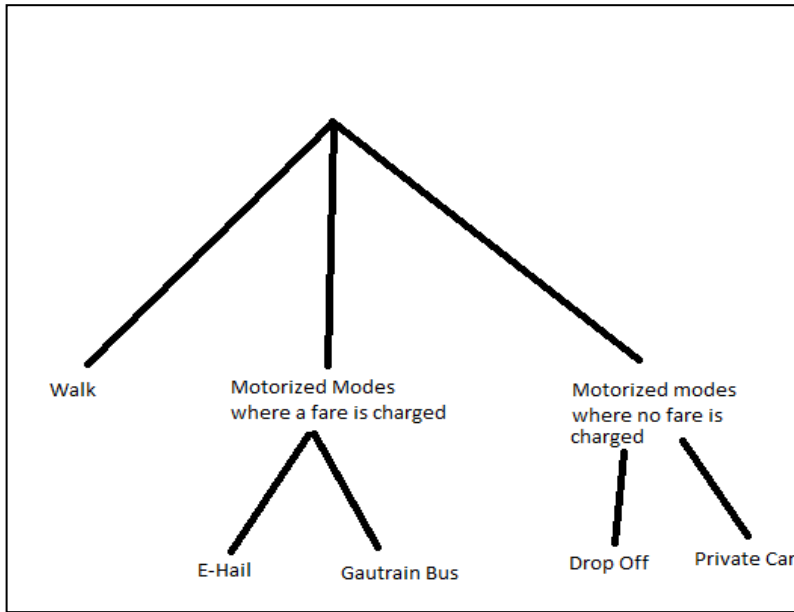 Walk
Motorized Modes
where a fare is charged
Motorized modes
where no fare is
charged
E-Hail
Gautrain Bus
Drop Off
Private Car